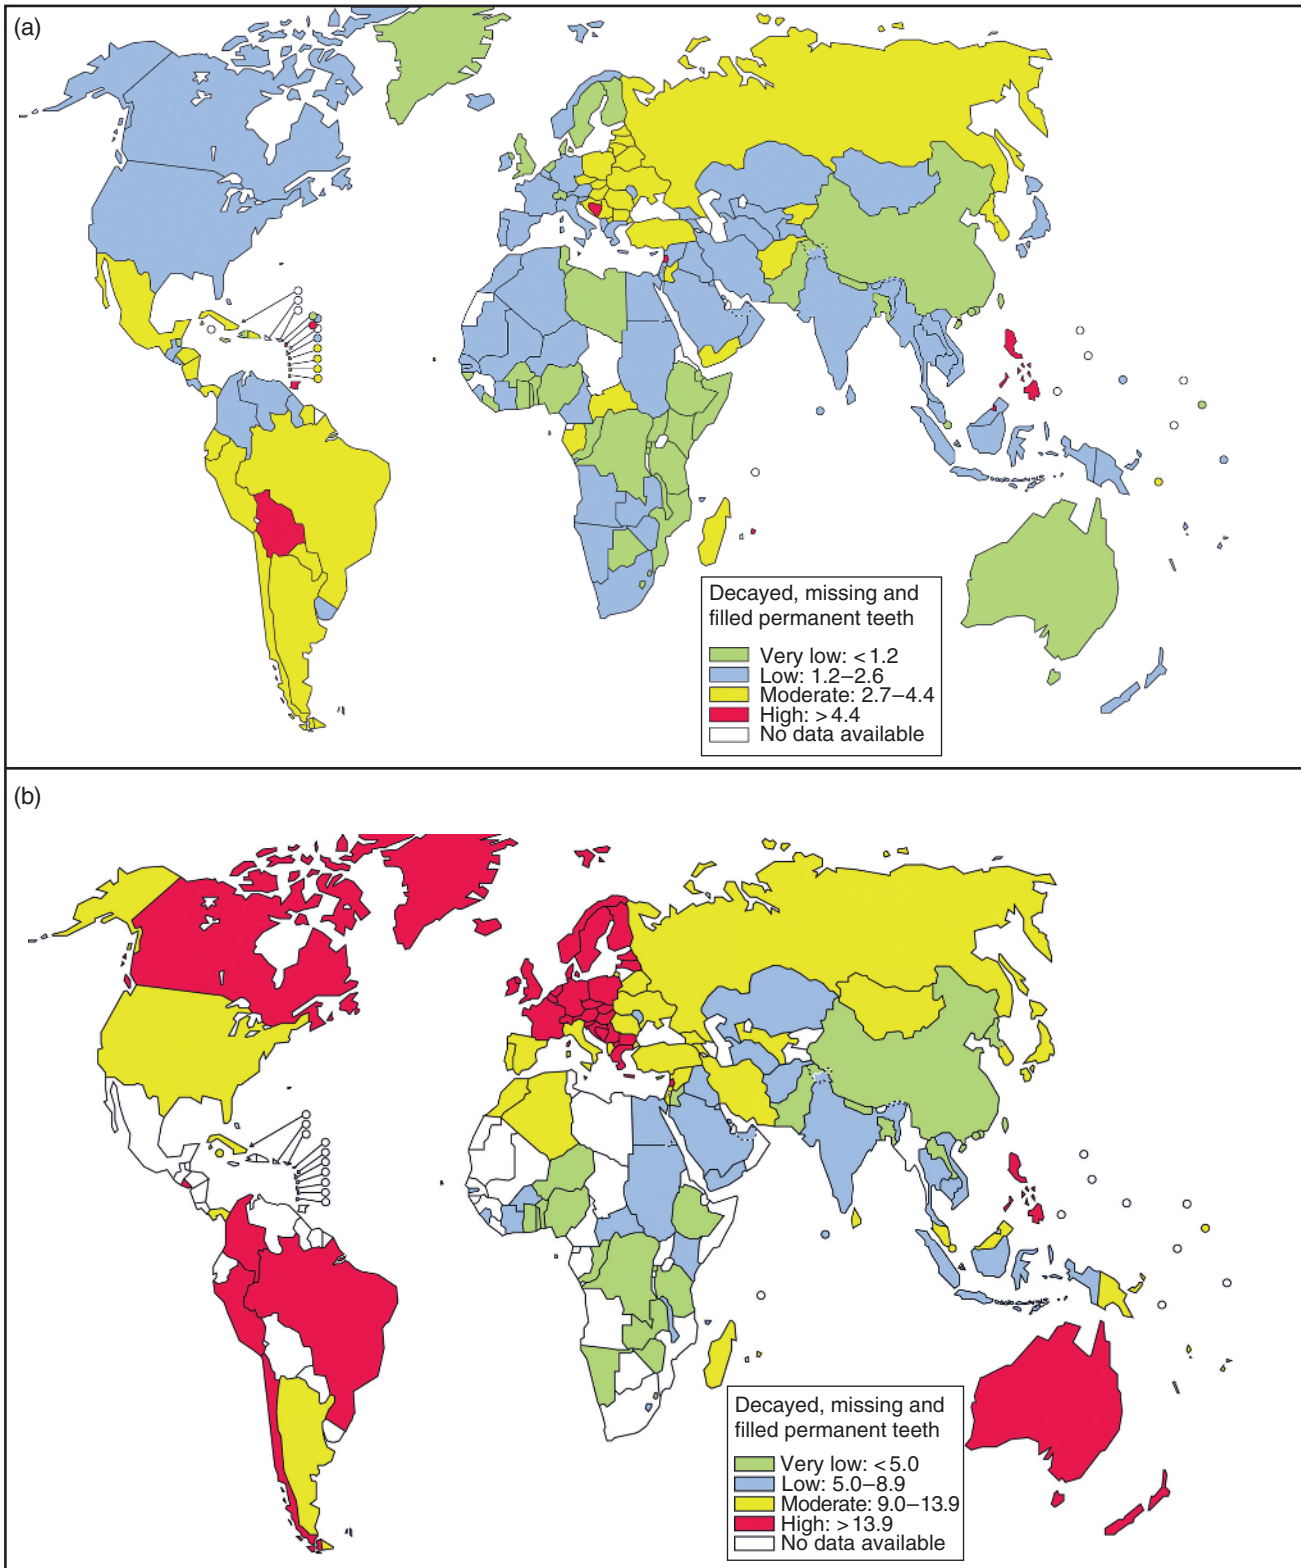 (a)
Decayed, missing and
filled permanent teeth
Very low: < 1.2
Low: 1.2–2.6
Moderate: 2.7–4.4
High: > 4.4
No data available
(b)
Decayed, missing and
filled permanent teeth
Very low: < 5.0
Low: 5.0–8.9
Moderate: 9.0–13.9
High: > 13.9
No data available